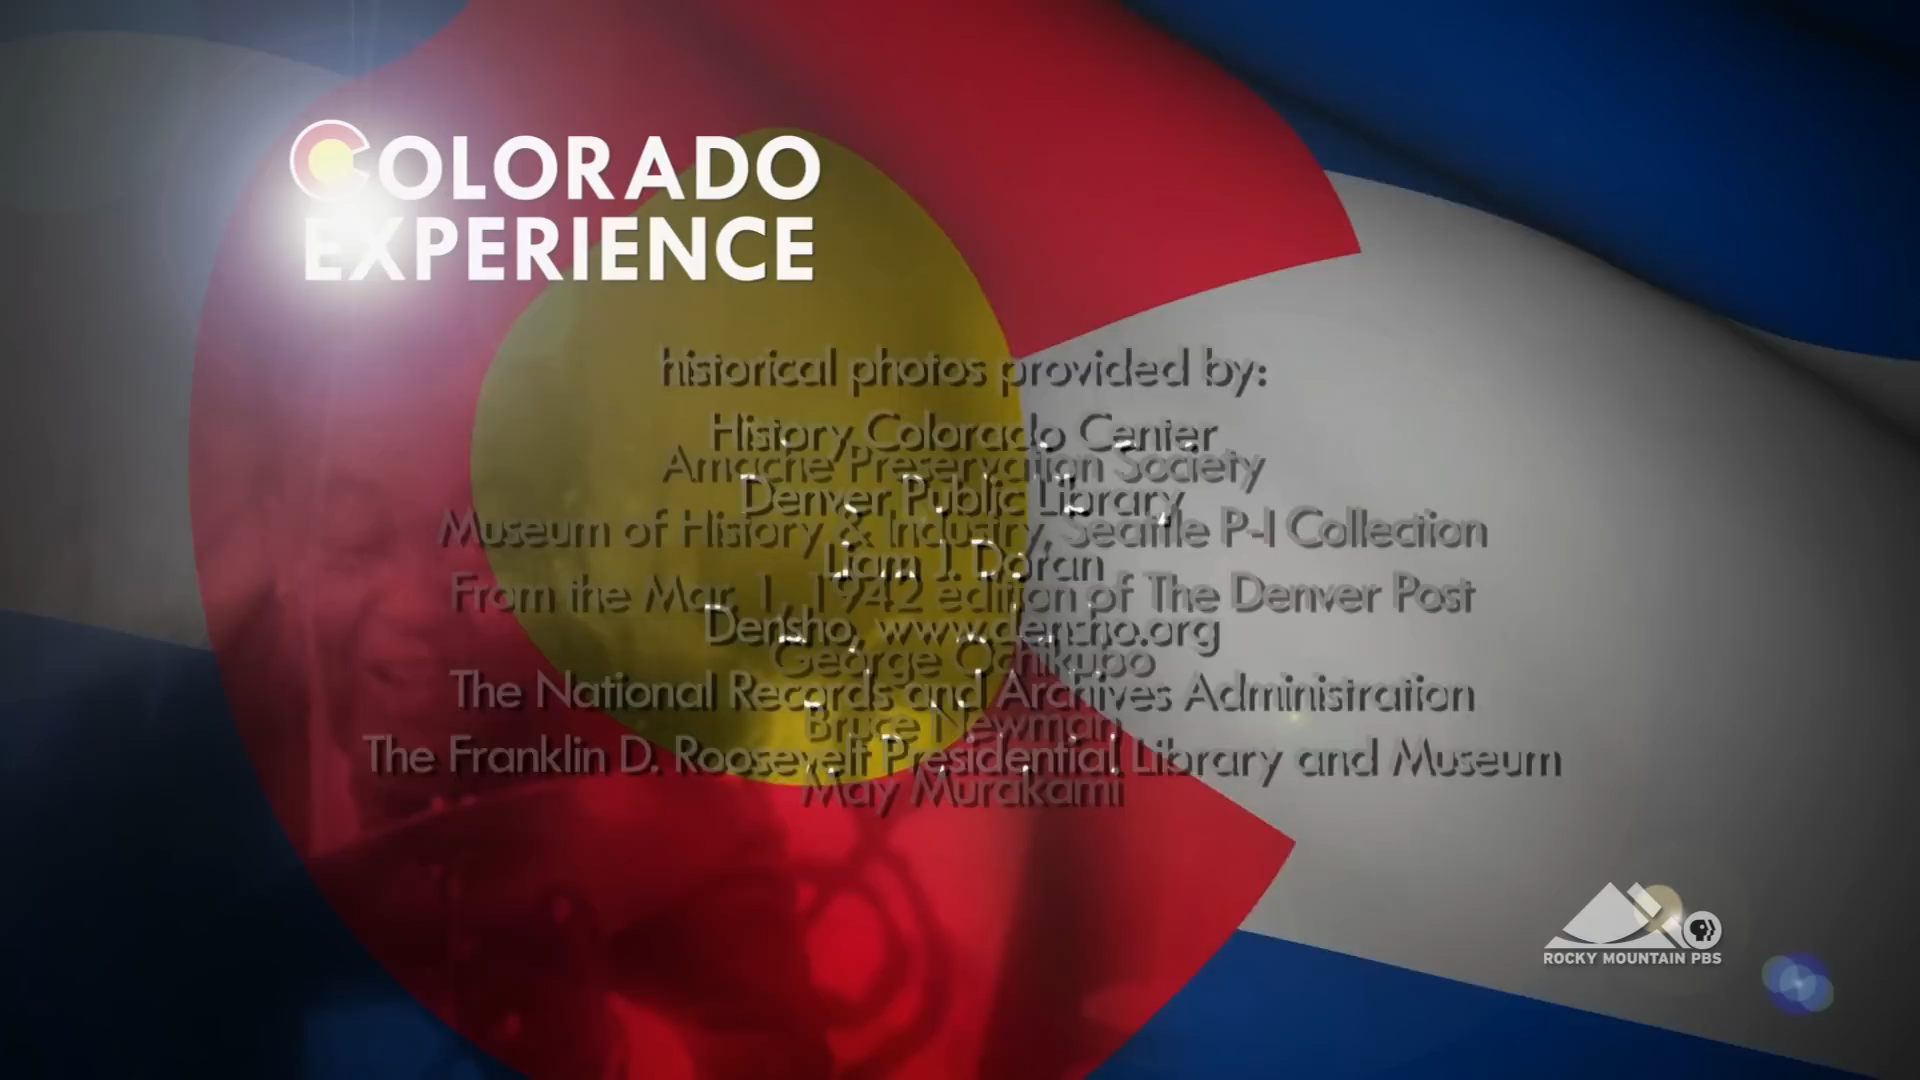 COLORADO
EXPERIENCE
historical photos provided by:
History Colorado Center
Amache Preservation Society
Denver Public Library
Museum of History & Industry, Seattle P-I Collection
Liam J. Doran
From the Mar. 1, 1942 edition of The Denver Post
Densho, www.densho.org
George Ochikubo
The National Records and Archives Administration
Bruce Newman
The Franklin D. Roosevelt Presidential Library and Museum
May Murakami
ROCKY MOUNTAIN PBS